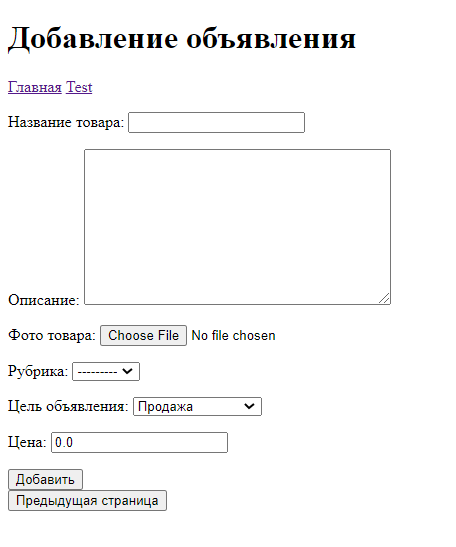 Добавление объявления
Главная Test
Название товара:
Описание:
Фото товара: Choose File No file chosen
Рубрика: ---------
Цель объявления: Продажа
Цена: 0.0
Добавить
Предыдущая страница